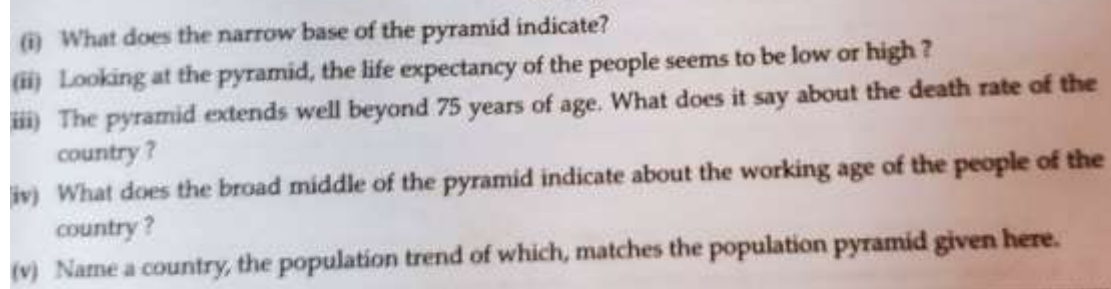 (i) What does the narrow base of the pyramid indicate?
(ii) Looking at the pyramid, the life expectancy of the people seems to be low or high ?
iii) The pyramid extends well beyond 75 years of age. What does it say about the death rate of the
country ?
iv) What does the broad middle of the pyramid indicate about the working age of the people of the
country ?
(v) Name a country, the population trend of which, matches the population pyramid given here.